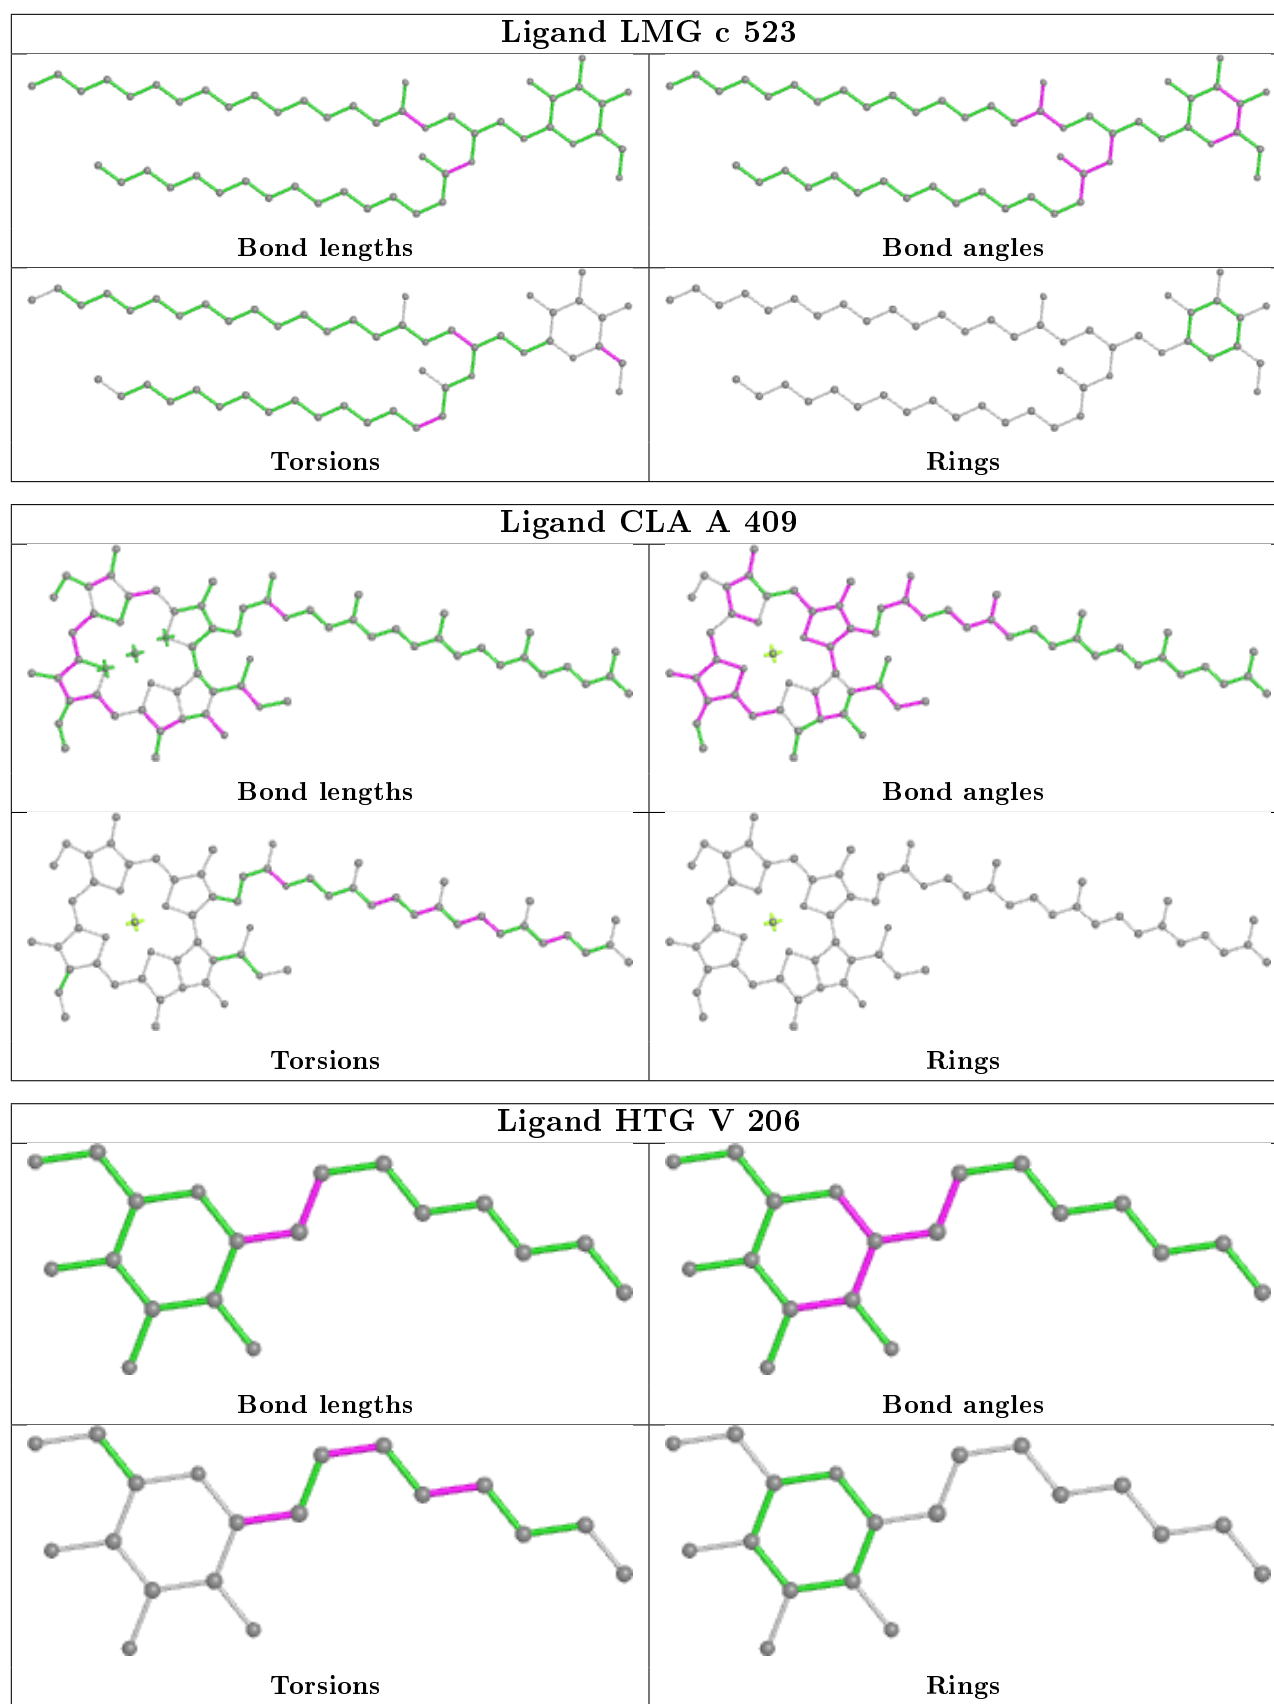 Ligand LMG c 523
Bond lengths
Bond angles
Torsions
Rings
Ligand CLA A 409
Bond lengths
Bond angles
Torsions
Rings
Ligand HTG V 206
Bond lengths
Bond angles
Torsions
Rings